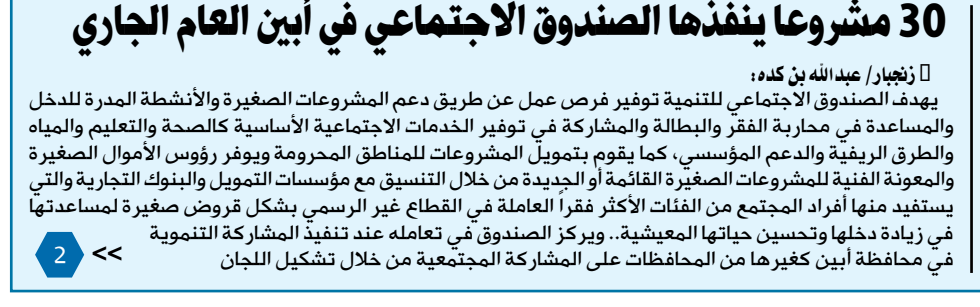 30 مشروعا ينفذها الصندوق الاجتماعي في أبين العام الجاري
زنجبار/ عبدالله بن كده:
يهدف الصندوق الاجتماعي للتنمية توفير فرص عمل عن طريق دعم المشروعات الصغيرة والأنشطة المدرة للدخل
والمساعدة في محاربة الفقر والبطالة والمشاركة في توفير الخدمات الاجتماعية الأساسية كالصحة والتعليم والمياه
والطرق الريفية والدعم المؤسسي، كما يقوم بتمويل المشروعات للمناطق المحرومة ويوفر رؤوس الأموال الصغيرة
والمعونة الفنية للمشروعات الصغيرة القائمة أو الجديدة من خلال التنسيق مع مؤسسات التمويل والبنوك التجارية والتي
يستفيد منها أفراد المجتمع من الفئات الأكثر فقراً العاملة في القطاع غير الرسمي بشكل قروض صغيرة لمساعدتها
في زيادة دخلها وتحسين حياتها المعيشية.. ويركز الصندوق في تعامله عند تنفيذ المشاركة التنموية
في محافظة أبين كغيرها من المحافظات على المشاركة المجتمعية من خلال تشكيل اللجان
>> 2